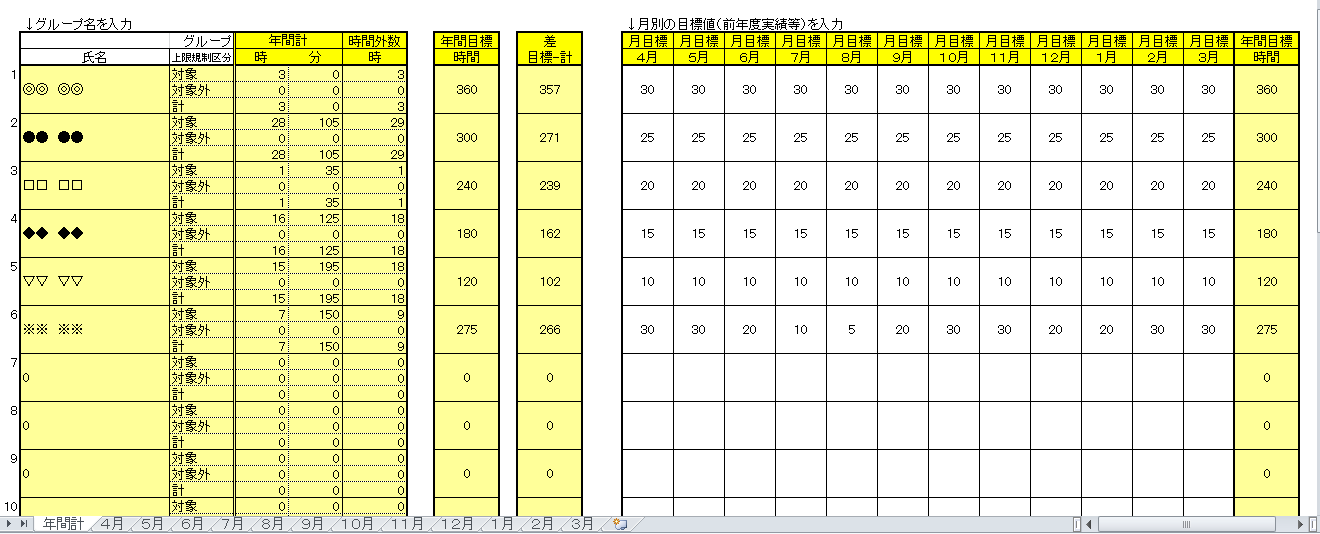 ↓グループ名を入力 ↓月別の目標値(前年度実績等)を入力
グループ 年間計 時間外数 年間目標 差 月目標 月目標 月目標 月目標 月目標 月目標 月目標 月目標 月目標 月目標 月目標 月目標 年間目標
氏名 上限規制区分 時 分 時 時間 目標-計 4月 5月 6月 7月 8月 9月 10月 11月 12月 1月 2月 3月 時間
1 対象 3 0 3
◎◎ ◎◎ 対象外 0 0 0 360 357 30 30 30 30 30 30 30 30 30 30 30 30 360
計 3 0 3
2 対象 28 105 29
●● ●● 対象外 0 0 0 300 271 25 25 25 25 25 25 25 25 25 25 25 25 300
計 28 105 29
3 対象 1 35 1
□□ □□ 対象外 0 0 0 240 239 20 20 20 20 20 20 20 20 20 20 20 20 240
計 1 35 1
4 対象 16 125 18
◆◆ ◆◆ 対象外 0 0 0 180 162 15 15 15 15 15 15 15 15 15 15 15 15 180
計 16 125 18
5 対象 15 195 18
▽▽ ▽▽ 対象外 0 0 0 120 102 10 10 10 10 10 10 10 10 10 10 10 10 120
計 15 195 18
6 対象 7 150 9
※※ ※※ 対象外 0 0 0 275 266 30 30 20 10 5 20 30 30 20 20 30 30 275
計 7 150 9
7 対象 0 0 0
0 対象外 0 0 0 0 0 0
計 0 0 0
8 対象 0 0 0
0 対象外 0 0 0 0 0 0
計 0 0 0
9 対象 0 0 0
0 対象外 0 0 0 0 0 0
計 0 0 0
10 対象 0 0 0
年間計 4月 5月 6月 7月 8月 9月 10月 11月 12月 1月 2月 3月